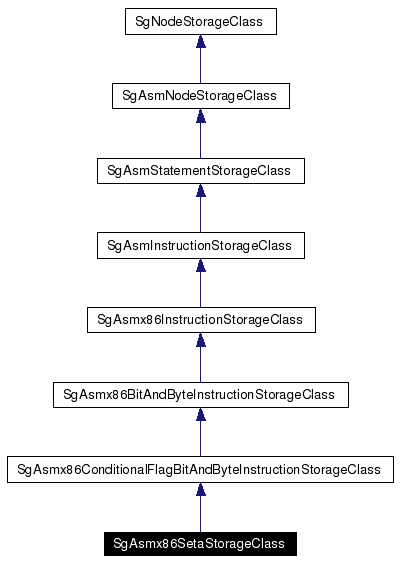 SgNodeStorageClass
SgAsmNodeStorageClass
SgAsmStatementStorageClass
SgAsmInstructionStorageClass
SgAsmx86InstructionStorageClass
SgAsmx86BitAndByteInstructionStorageClass
SgAsmx86ConditionalFlagBitAndByteInstructionStorageClass
SgAsmx86SetaStorageClass